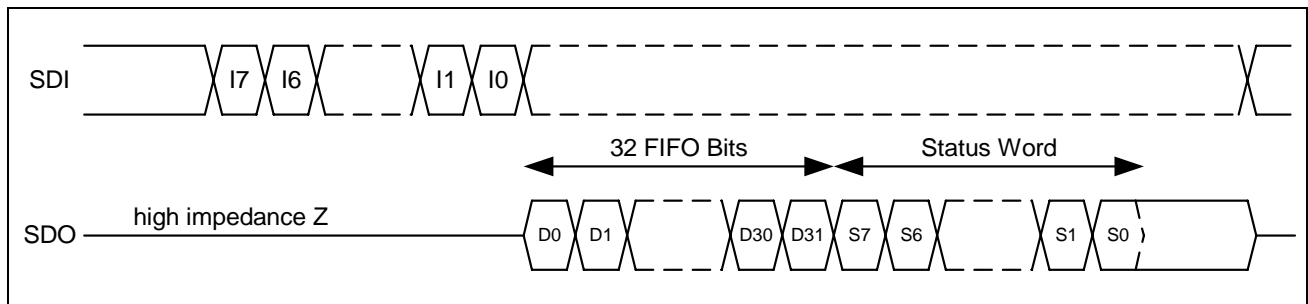 SDI I7 I6 I1 I0
32 FIFO Bits Status Word
high impedance Z
SDO D0 D1 D30 D31 S7 S6 S1 S0